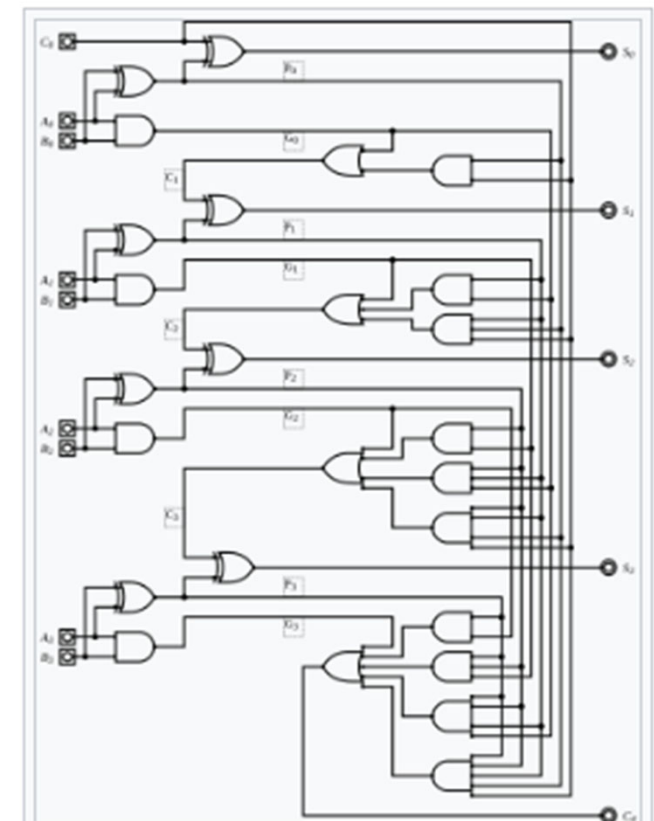 C₀
S₀
P₀
A₀
B₀
G₀
C₁
S₁
P₁
A₁
B₁
G₁
C₂
S₂
P₂
A₂
B₂
G₂
C₃
S₃
P₃
A₃
B₃
G₃
C₄